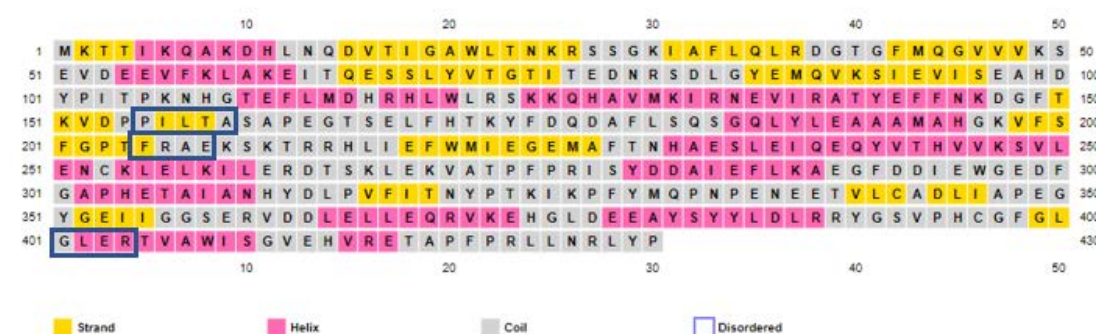 10 20 30 40 50
1 M K T T I K Q A K D H L N Q D V T I G A W L T N K R S S G K I A F L Q L R D G T G F M Q G V V V K S 50
51 E V D E E V F K L A K E I T Q E S S L Y V T G T I T E D N R S D L G Y E M Q V K S I E V I S E A H D 100
101 Y P I T P K N H G T E F L M D H R H L W L R S K K Q H A V M K I R N E V I R A T Y E F F N K D G F T 150
151 K V D P P I L T A S A P E G T S E L F H T K Y F D Q D A F L S Q S G Q L Y L E A A A M A H G K V F S 200
201 F G P T F R A E K S K T R R H L I E F W M I E G E M A F T N H A E S L E I Q E Q Y V T H V V K S V L 250
251 E N C K L E L K I L E R D T S K L E K V A T P F P R I S Y D D A I E F L K A E G F D D I E W G E D F 300
301 G A P H E T A I A N H Y D L P V F I T N Y P T K I K P F Y M Q P N P E N E E T V L C A D L I A P E G 350
351 Y G E I I G G S E R V D D L E L L E Q R V K E H G L D E E A Y S Y Y L D L R R Y G S V P H C G F G L 400
401 G L E R T V A W I S G V E H V R E T A P F P R L L N R L Y P 430
10 20 30 40 50
Strand Helix Coil Disordered